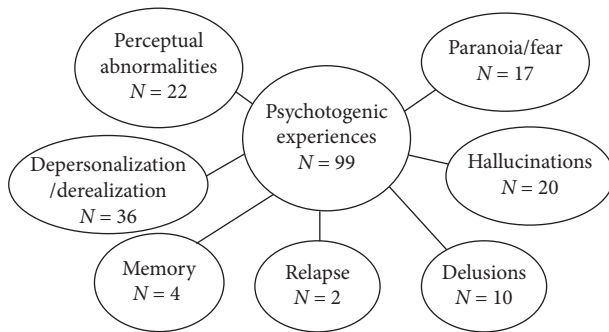 Perceptual
abnormalities
N = 22
Paranoia/fear
N = 17
Psychotogenic
experiences
N = 99
Depersonalization
/derealization
N = 36
Hallucinations
N = 20
Memory
N = 4
Relapse
N = 2
Delusions
N = 10